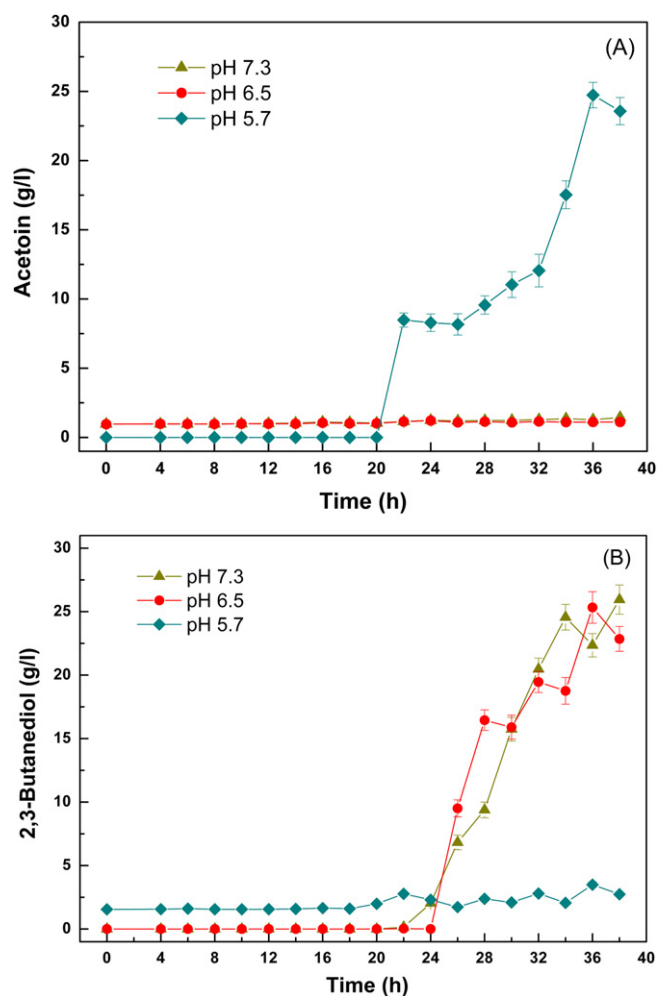 (A)
pH 7.3
pH 6.5
pH 5.7
Acetoin (g/l)
30
25
20
15
10
5
0
0 4 8 12 16 20 24 28 32 36 40
Time (h)
(B)
pH 7.3
pH 6.5
pH 5.7
2,3-Butanediol (g/l)
30
25
20
15
10
5
0
0 4 8 12 16 20 24 28 32 36 40
Time (h)